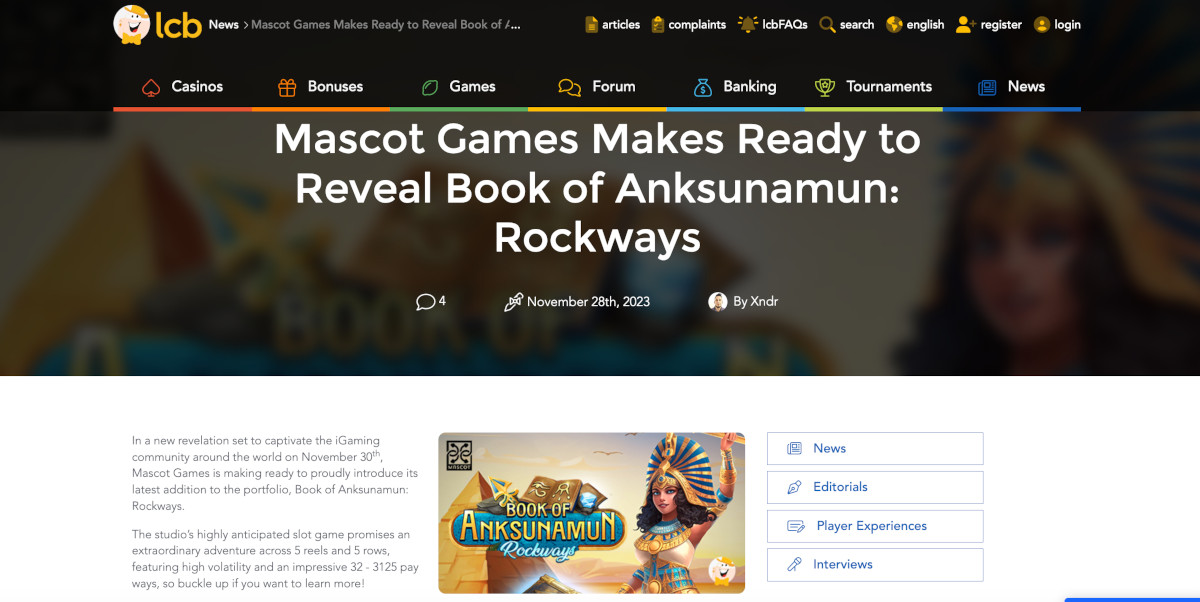 lcb News > Mascot Games Makes Ready to Reveal Book of A... articles complaints lcbFAQs search english register login
Casinos Bonuses Games Forum Banking Tournaments News
Mascot Games Makes Ready to
Reveal Book of Anksunamun:
Rockways
4 November 28th, 2023 By Xndr
In a new revelation set to captivate the iGaming
community around the world on November 30th,
Mascot Games is making ready to proudly introduce its
latest addition to the portfolio, Book of Anksunamun:
Rockways.
The studio's highly anticipated slot game promises an
extraordinary adventure across 5 reels and 5 rows,
featuring high volatility and an impressive 32 - 3125 pay
ways, so buckle up if you want to learn more!
MASCOT
BOOK OF
ANKSUNAMUN
Rockways
News
Editorials
Player Experiences
Interviews